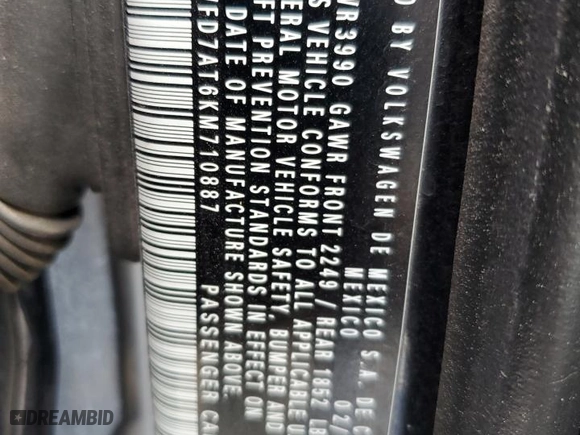 D BY VOLKSWAGEN DE MEXICO S.A. DE C
MEXICO 02/
VR 3990 GAWR FRONT 2249 / REAR 1852 LB
S VEHICLE CONFORMS TO ALL APPLICABLE U
ERAL MOTOR VEHICLE SAFETY, BUMPER AND
FT PREVENTION STANDARDS IN EFFECT ON
DATE OF MANUFACTURE SHOWN ABOVE
VFD7AT6KM710887 PASSENGER CA
DREAMBID